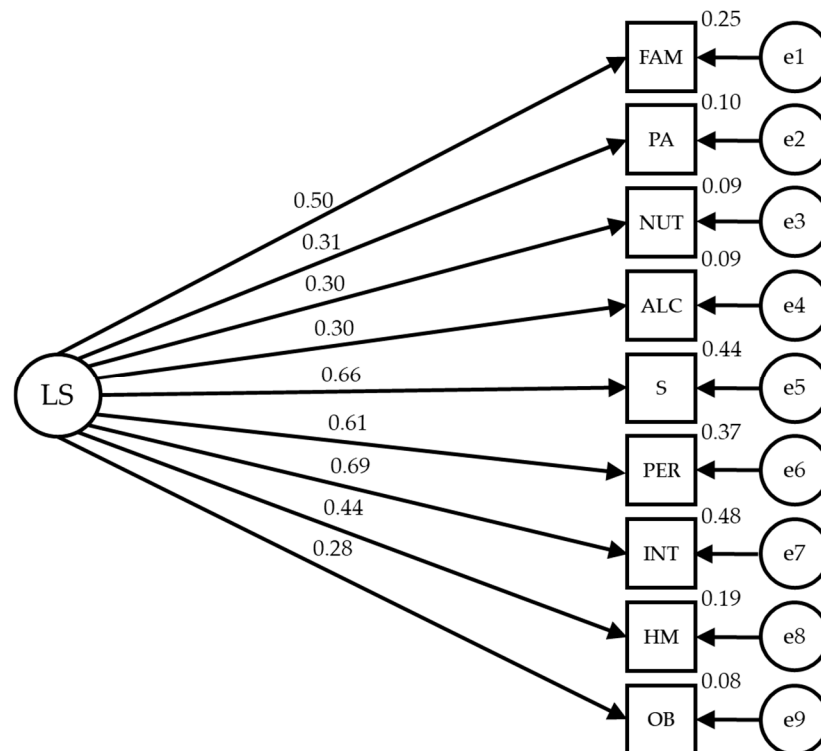 0.25
FAM
e1
0.10
PA
e2
0.50
0.09
NUT
e3
0.31
0.09
0.30
ALC
e4
0.30
0.44
0.66
S
e5
LS
0.61
0.37
PER
e6
0.69
0.44
0.48
INT
e7
0.28
0.19
HM
e8
0.08
OB
e9